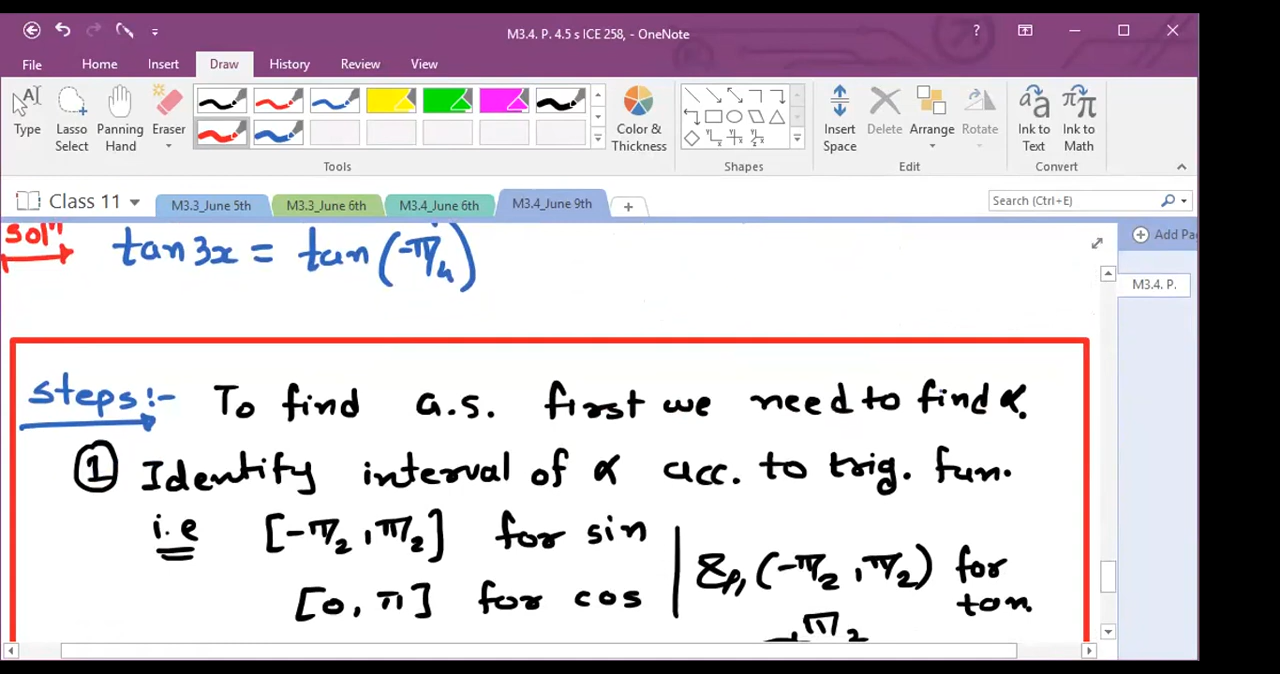 M3.4. P. 4.5 s ICE 258, - OneNote
File Home Insert Draw History Review View
Type
Lasso Select
Panning Hand
Eraser
Color & Thickness
Insert Space
Delete
Arrange
Rotate
Ink to Text
Ink to Math
Tools
Shapes
Edit
Convert
Class 11
M3.3_June 5th
M3.3_June 6th
M3.4_June 6th
M3.4_June 9th
Search (Ctrl+E)
Add Pa
M3.4. P.
Solⁿ tan 3x = tan (-π/4)
Steps:- To find G.S. first we need to find α.
① Identify interval of α acc. to trig. fun.
i.e [-π/2, π/2] for sin
[0, π] for cos
(-π/2, π/2) for tan
π/2